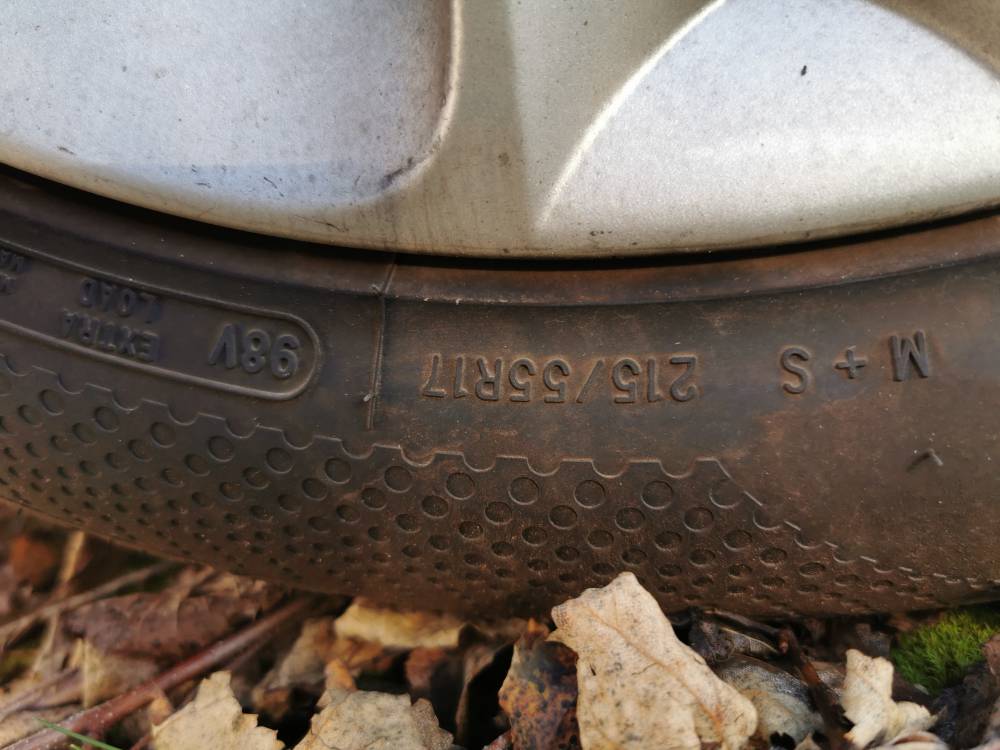 M + S
215/55R17
98V
EXTRA
LOAD